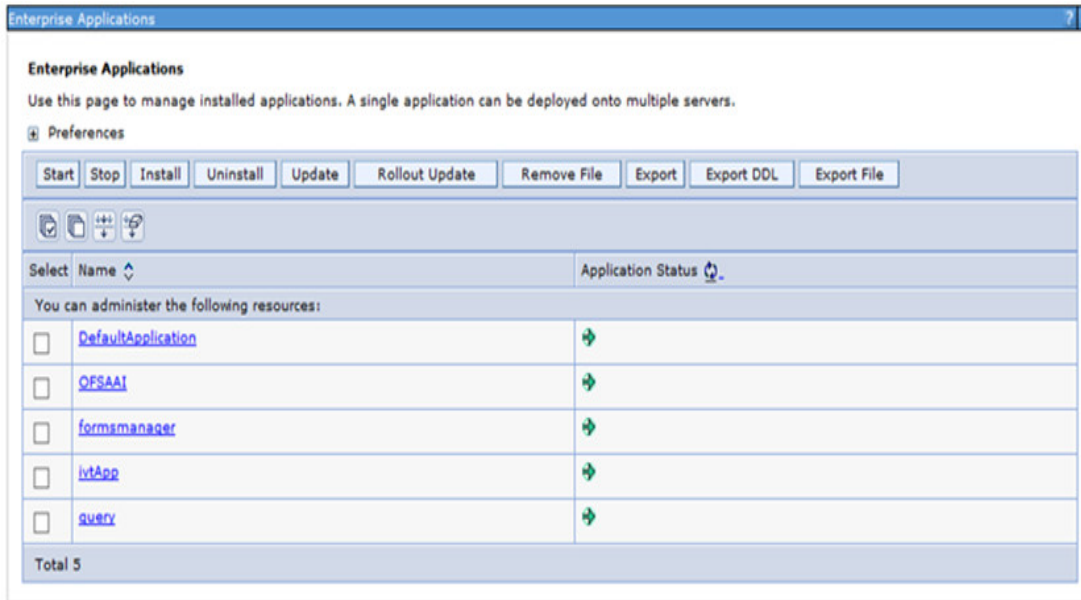 Enterprise Applications ?
Enterprise Applications
Use this page to manage installed applications. A single application can be deployed onto multiple servers.
+ Preferences
Start Stop Install Uninstall Update Rollout Update Remove File Export Export DDL Export File
Select Name Application Status
You can administer the following resources:
DefaultApplication
OFSAAI
formsmanager
ivtApp
query
Total 5